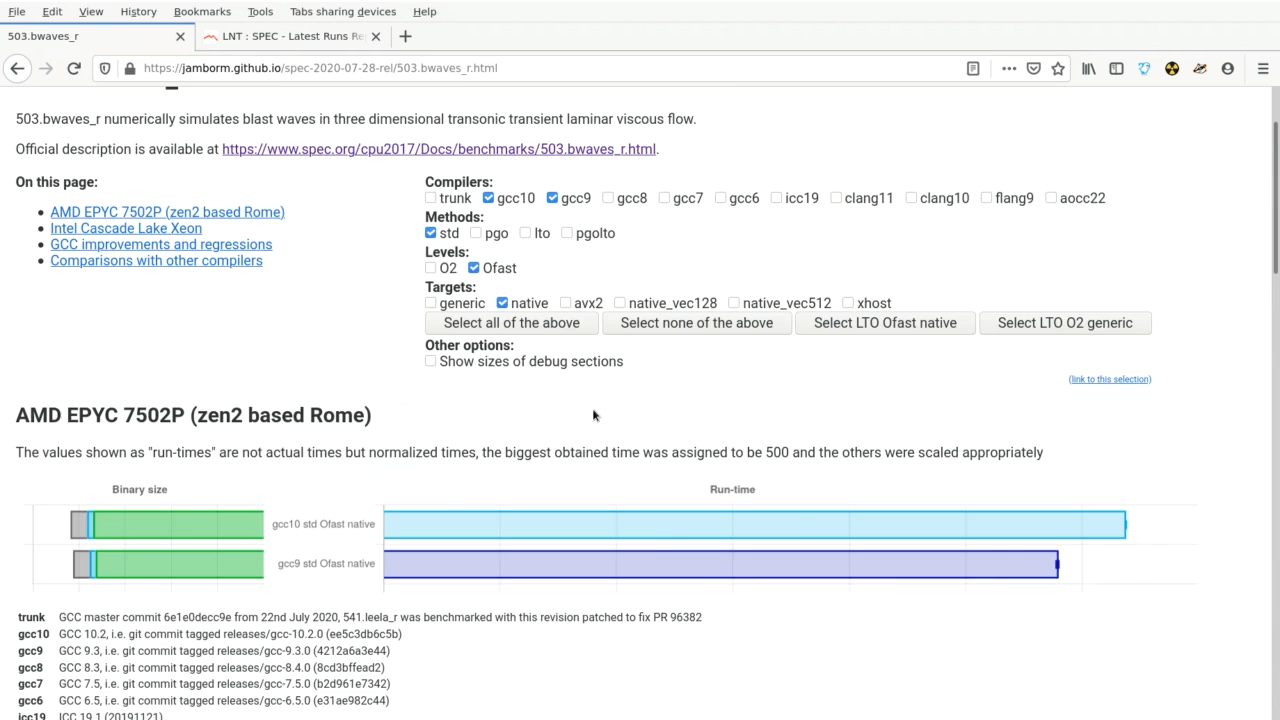 File Edit View History Bookmarks Tools Tabs sharing devices Help
503.bwaves_r LNT : SPEC - Latest Runs Re
https://jamborm.github.io/spec-2020-07-28-rel/503.bwaves_r.html
503.bwaves_r numerically simulates blast waves in three dimensional transonic transient laminar viscous flow.
Official description is available at https://www.spec.org/cpu2017/Docs/benchmarks/503.bwaves_r.html.
On this page:
AMD EPYC 7502P (zen2 based Rome)
Intel Cascade Lake Xeon
GCC improvements and regressions
Comparisons with other compilers
Compilers:
trunk gcc10 gcc9 gcc8 gcc7 gcc6 icc19 clang11 clang10 flang9 aocc22
Methods:
std pgo lto pgolto
Levels:
O2 Ofast
Targets:
generic native avx2 native_vec128 native_vec512 xhost
Select all of the above Select none of the above Select LTO Ofast native Select LTO O2 generic
Other options:
Show sizes of debug sections
(link to this selection)
AMD EPYC 7502P (zen2 based Rome)
The values shown as "run-times" are not actual times but normalized times, the biggest obtained time was assigned to be 500 and the others were scaled appropriately
Binary size Run-time
gcc10 std Ofast native
gcc9 std Ofast native
trunk GCC master commit 6e1e0decc9e from 22nd July 2020, 541.leela_r was benchmarked with this revision patched to fix PR 96382
gcc10 GCC 10.2, i.e. git commit tagged releases/gcc-10.2.0 (ee5c3db6c5b)
gcc9 GCC 9.3, i.e. git commit tagged releases/gcc-9.3.0 (4212a6a3e44)
gcc8 GCC 8.3, i.e. git commit tagged releases/gcc-8.4.0 (8cd3bffead2)
gcc7 GCC 7.5, i.e. git commit tagged releases/gcc-7.5.0 (b2d961e7342)
gcc6 GCC 6.5, i.e. git commit tagged releases/gcc-6.5.0 (e31ae982c44)
icc19 ICC 19.1 (20191121)